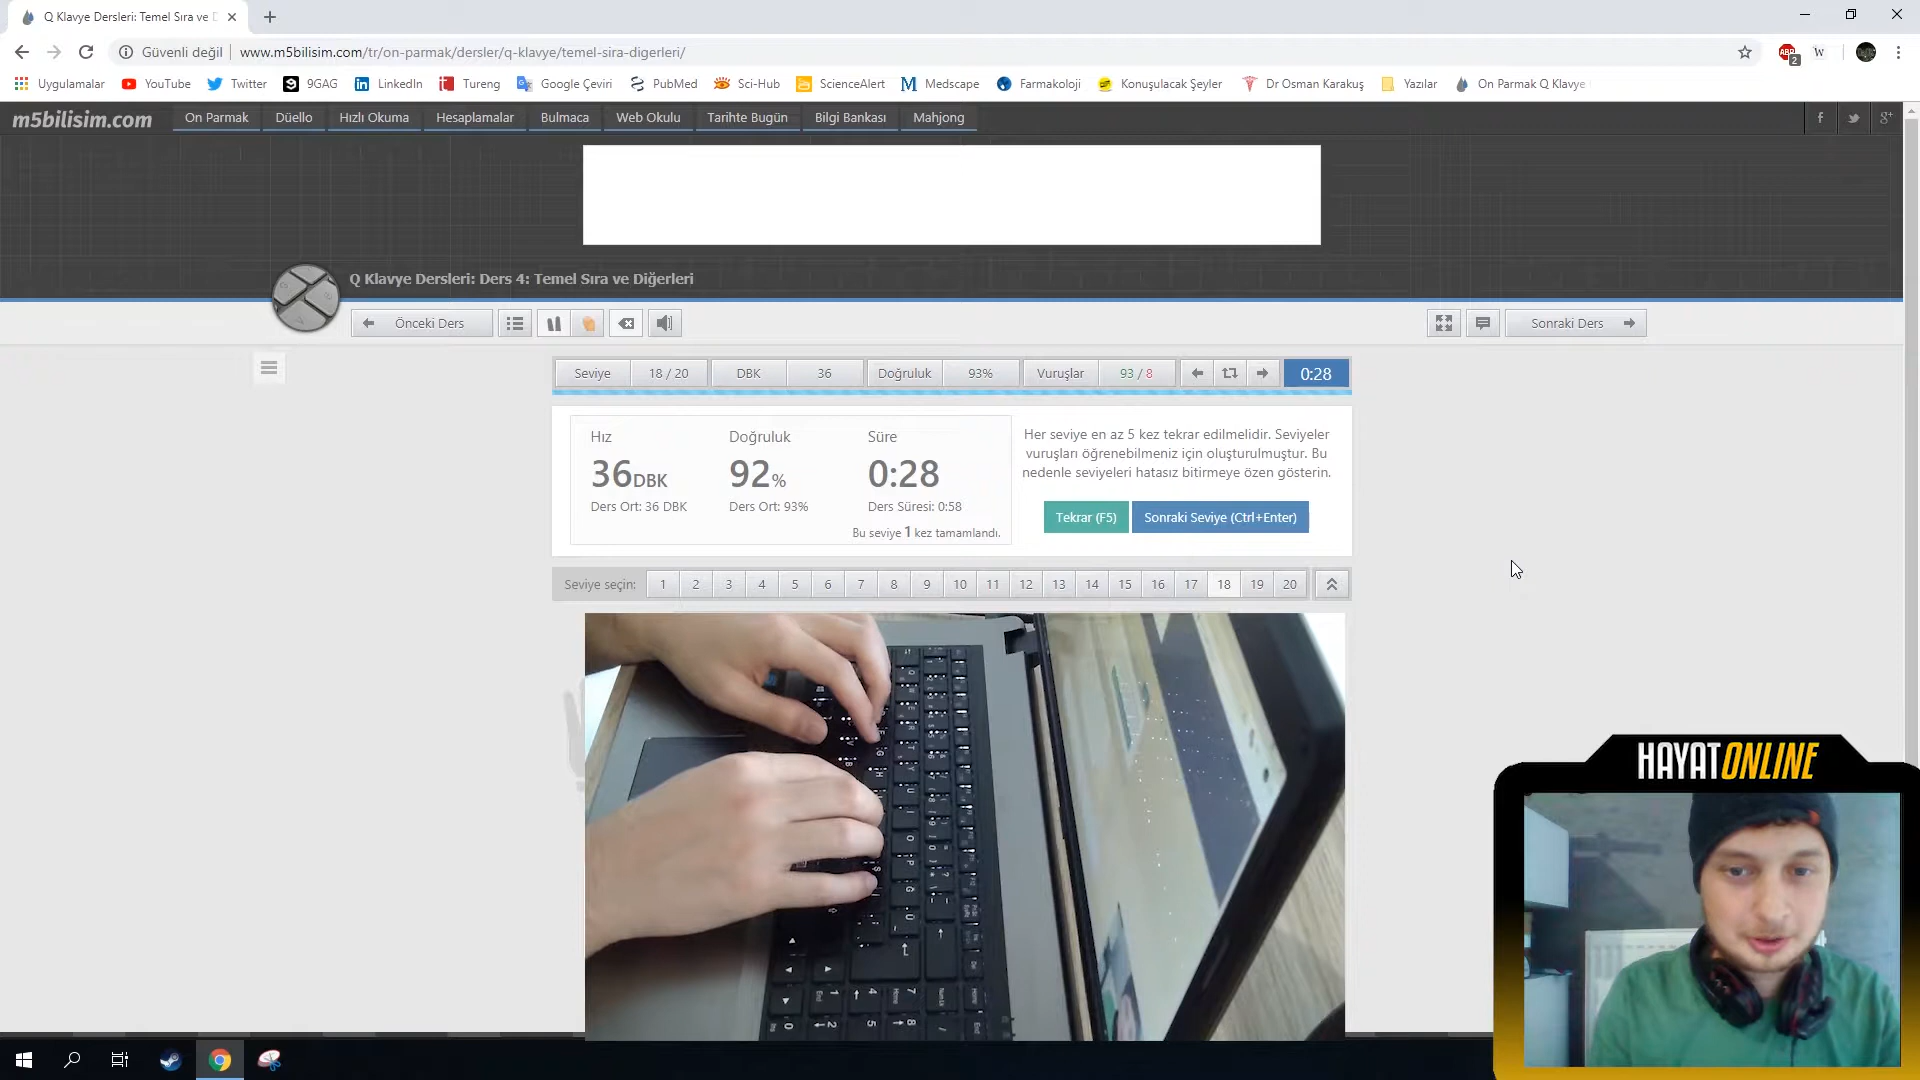 Q Klavye Dersleri: Temel Sıra ve D
Güvenli değil
www.m5bilisim.com/tr/on-parmak/dersler/q-klavye/temel-sira-digerleri/
ABP
2
W
Uygulamalar
YouTube
Twitter
9GAG
LinkedIn
Tureng
Google Çeviri
PubMed
Sci-Hub
ScienceAlert
Medscape
Farmakoloji
Konuşulacak Şeyler
Dr Osman Karakuş
Yazılar
On Parmak Q Klavye
m5bilisim.com
On Parmak
Düello
Hızlı Okuma
Hesaplamalar
Bulmaca
Web Okulu
Tarihte Bugün
Bilgi Bankası
Mahjong
Q Klavye Dersleri: Ders 4: Temel Sıra ve Diğerleri
Önceki Ders
Sonraki Ders
Seviye
18 / 20
DBK
36
Doğruluk
93%
Vuruşlar
93 / 8
0:28
Hız
Doğruluk
Süre
36DBK
92%
0:28
Ders Ort: 36 DBK
Ders Ort: 93%
Ders Süresi: 0:58
Bu seviye 1 kez tamamlandı.
Her seviye en az 5 kez tekrar edilmelidir. Seviyeler
vuruşları öğrenebilmeniz için oluşturulmuştur. Bu
nedenle seviyeleri hatasız bitirmeye özen gösterin.
Tekrar (F5)
Sonraki Seviye (Ctrl+Enter)
Seviye seçin:
1 2 3 4 5 6 7 8 9 10 11 12 13 14 15 16 17 18 19 20
HAYATONLINE